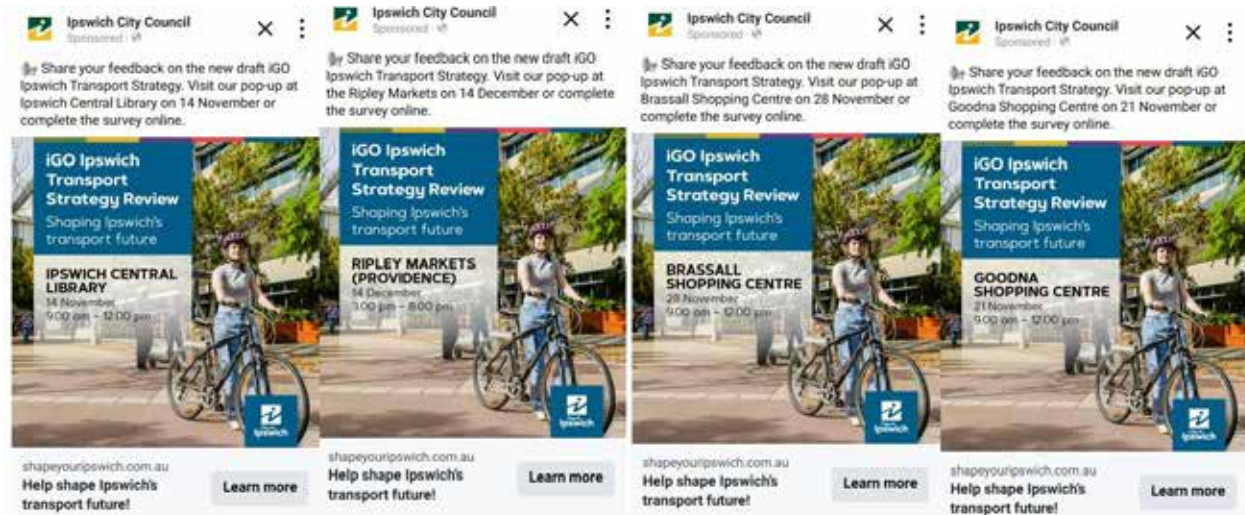 Ipswich City Council
Sponsored ·
Share your feedback on the new draft iGO
Ipswich Transport Strategy. Visit our pop-up at
Ipswich Central Library on 14 November or
complete the survey online.
iGO Ipswich
Transport
Strategy Review
Shaping Ipswich's
transport future
IPSWICH CENTRAL
LIBRARY
14 November
9:00 am – 12:00 pm
Ipswich
shapeyouripswich.com.au
Help shape Ipswich's
transport future!
Learn more
Ipswich City Council
Sponsored ·
Share your feedback on the new draft iGO
Ipswich Transport Strategy. Visit our pop-up at
the Ripley Markets on 14 December or complete
the survey online.
iGO Ipswich
Transport
Strategy Review
Shaping Ipswich's
transport future
RIPLEY MARKETS
(PROVIDENCE)
14 December
3:00 pm – 8:00 pm
Ipswich
shapeyouripswich.com.au
Help shape Ipswich's
transport future!
Learn more
Ipswich City Council
Sponsored ·
Share your feedback on the new draft iGO
Ipswich Transport Strategy. Visit our pop-up at
Brassall Shopping Centre on 28 November or
complete the survey online.
iGO Ipswich
Transport
Strategy Review
Shaping Ipswich's
transport future
BRASSALL
SHOPPING CENTRE
28 November
9:00 am – 12:00 pm
Ipswich
shapeyouripswich.com.au
Help shape Ipswich's
transport future!
Learn more
Ipswich City Council
Sponsored ·
Share your feedback on the new draft iGO
Ipswich Transport Strategy. Visit our pop-up at
Goodna Shopping Centre on 21 November or
complete the survey online.
iGO Ipswich
Transport
Strategy Review
Shaping Ipswich's
transport future
GOODNA
SHOPPING CENTRE
21 November
9:00 am – 12:00 pm
Ipswich
shapeyouripswich.com.au
Help shape Ipswich's
transport future!
Learn more